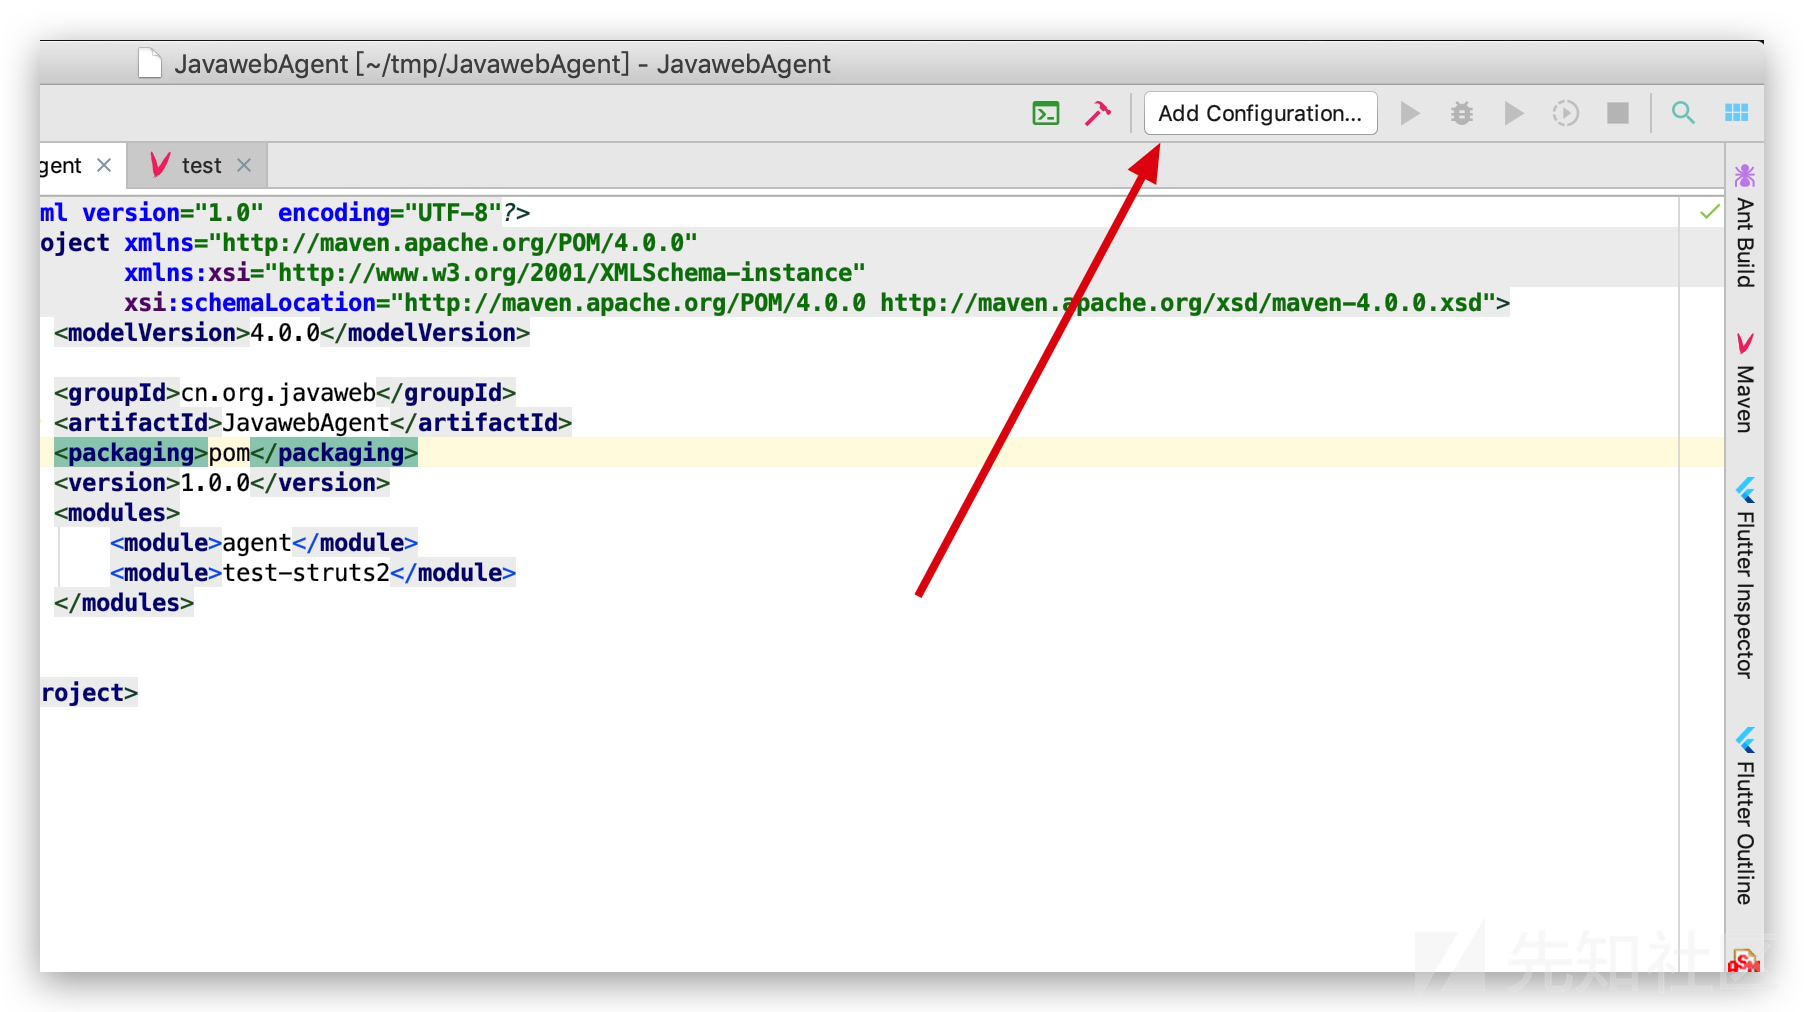 JavawebAgent [~/tmp/JavawebAgent] - JavawebAgent
Add Configuration...
gent
test
ml version="1.0" encoding="UTF-8"?>
oject xmlns="http://maven.apache.org/POM/4.0.0"
xmlns:xsi="http://www.w3.org/2001/XMLSchema-instance"
xsi:schemaLocation="http://maven.apache.org/POM/4.0.0 http://maven.apache.org/xsd/maven-4.0.0.xsd">
<modelVersion>4.0.0</modelVersion>
<groupId>cn.org.javaweb</groupId>
<artifactId>JavawebAgent</artifactId>
<packaging>pom</packaging>
<version>1.0.0</version>
<modules>
<module>agent</module>
<module>test-struts2</module>
</modules>
roject>
Ant Build
Maven
Flutter Inspector
Flutter Outline
先知社区